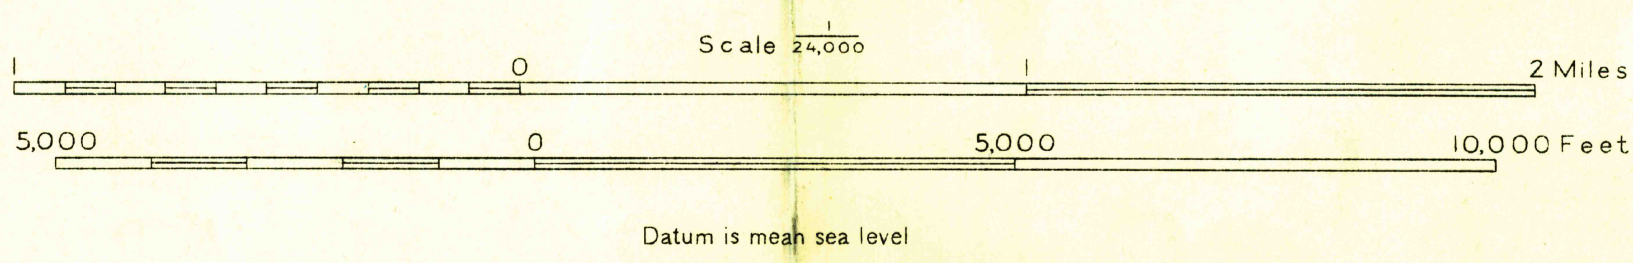 Scale 1/24,000
1 0 1 2 Miles
5,000 0 5,000 10,000 Feet
Datum is mean sea level